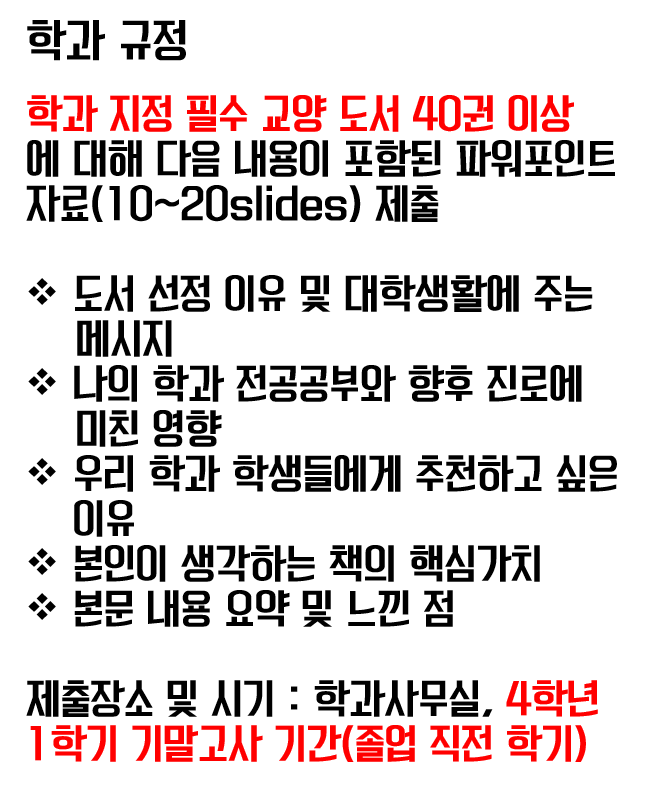 학과 규정
학과 지정 필수 교양 도서 40권 이상
에 대해 다음 내용이 포함된 파워포인트
자료(10~20slides) 제출
❖ 도서 선정 이유 및 대학생활에 주는
메시지
❖ 나의 학과 전공공부와 향후 진로에
미친 영향
❖ 우리 학과 학생들에게 추천하고 싶은
이유
❖ 본인이 생각하는 책의 핵심가치
❖ 본문 내용 요약 및 느낀 점
제출장소 및 시기 : 학과사무실, 4학년
1학기 기말고사 기간(졸업 직전 학기)